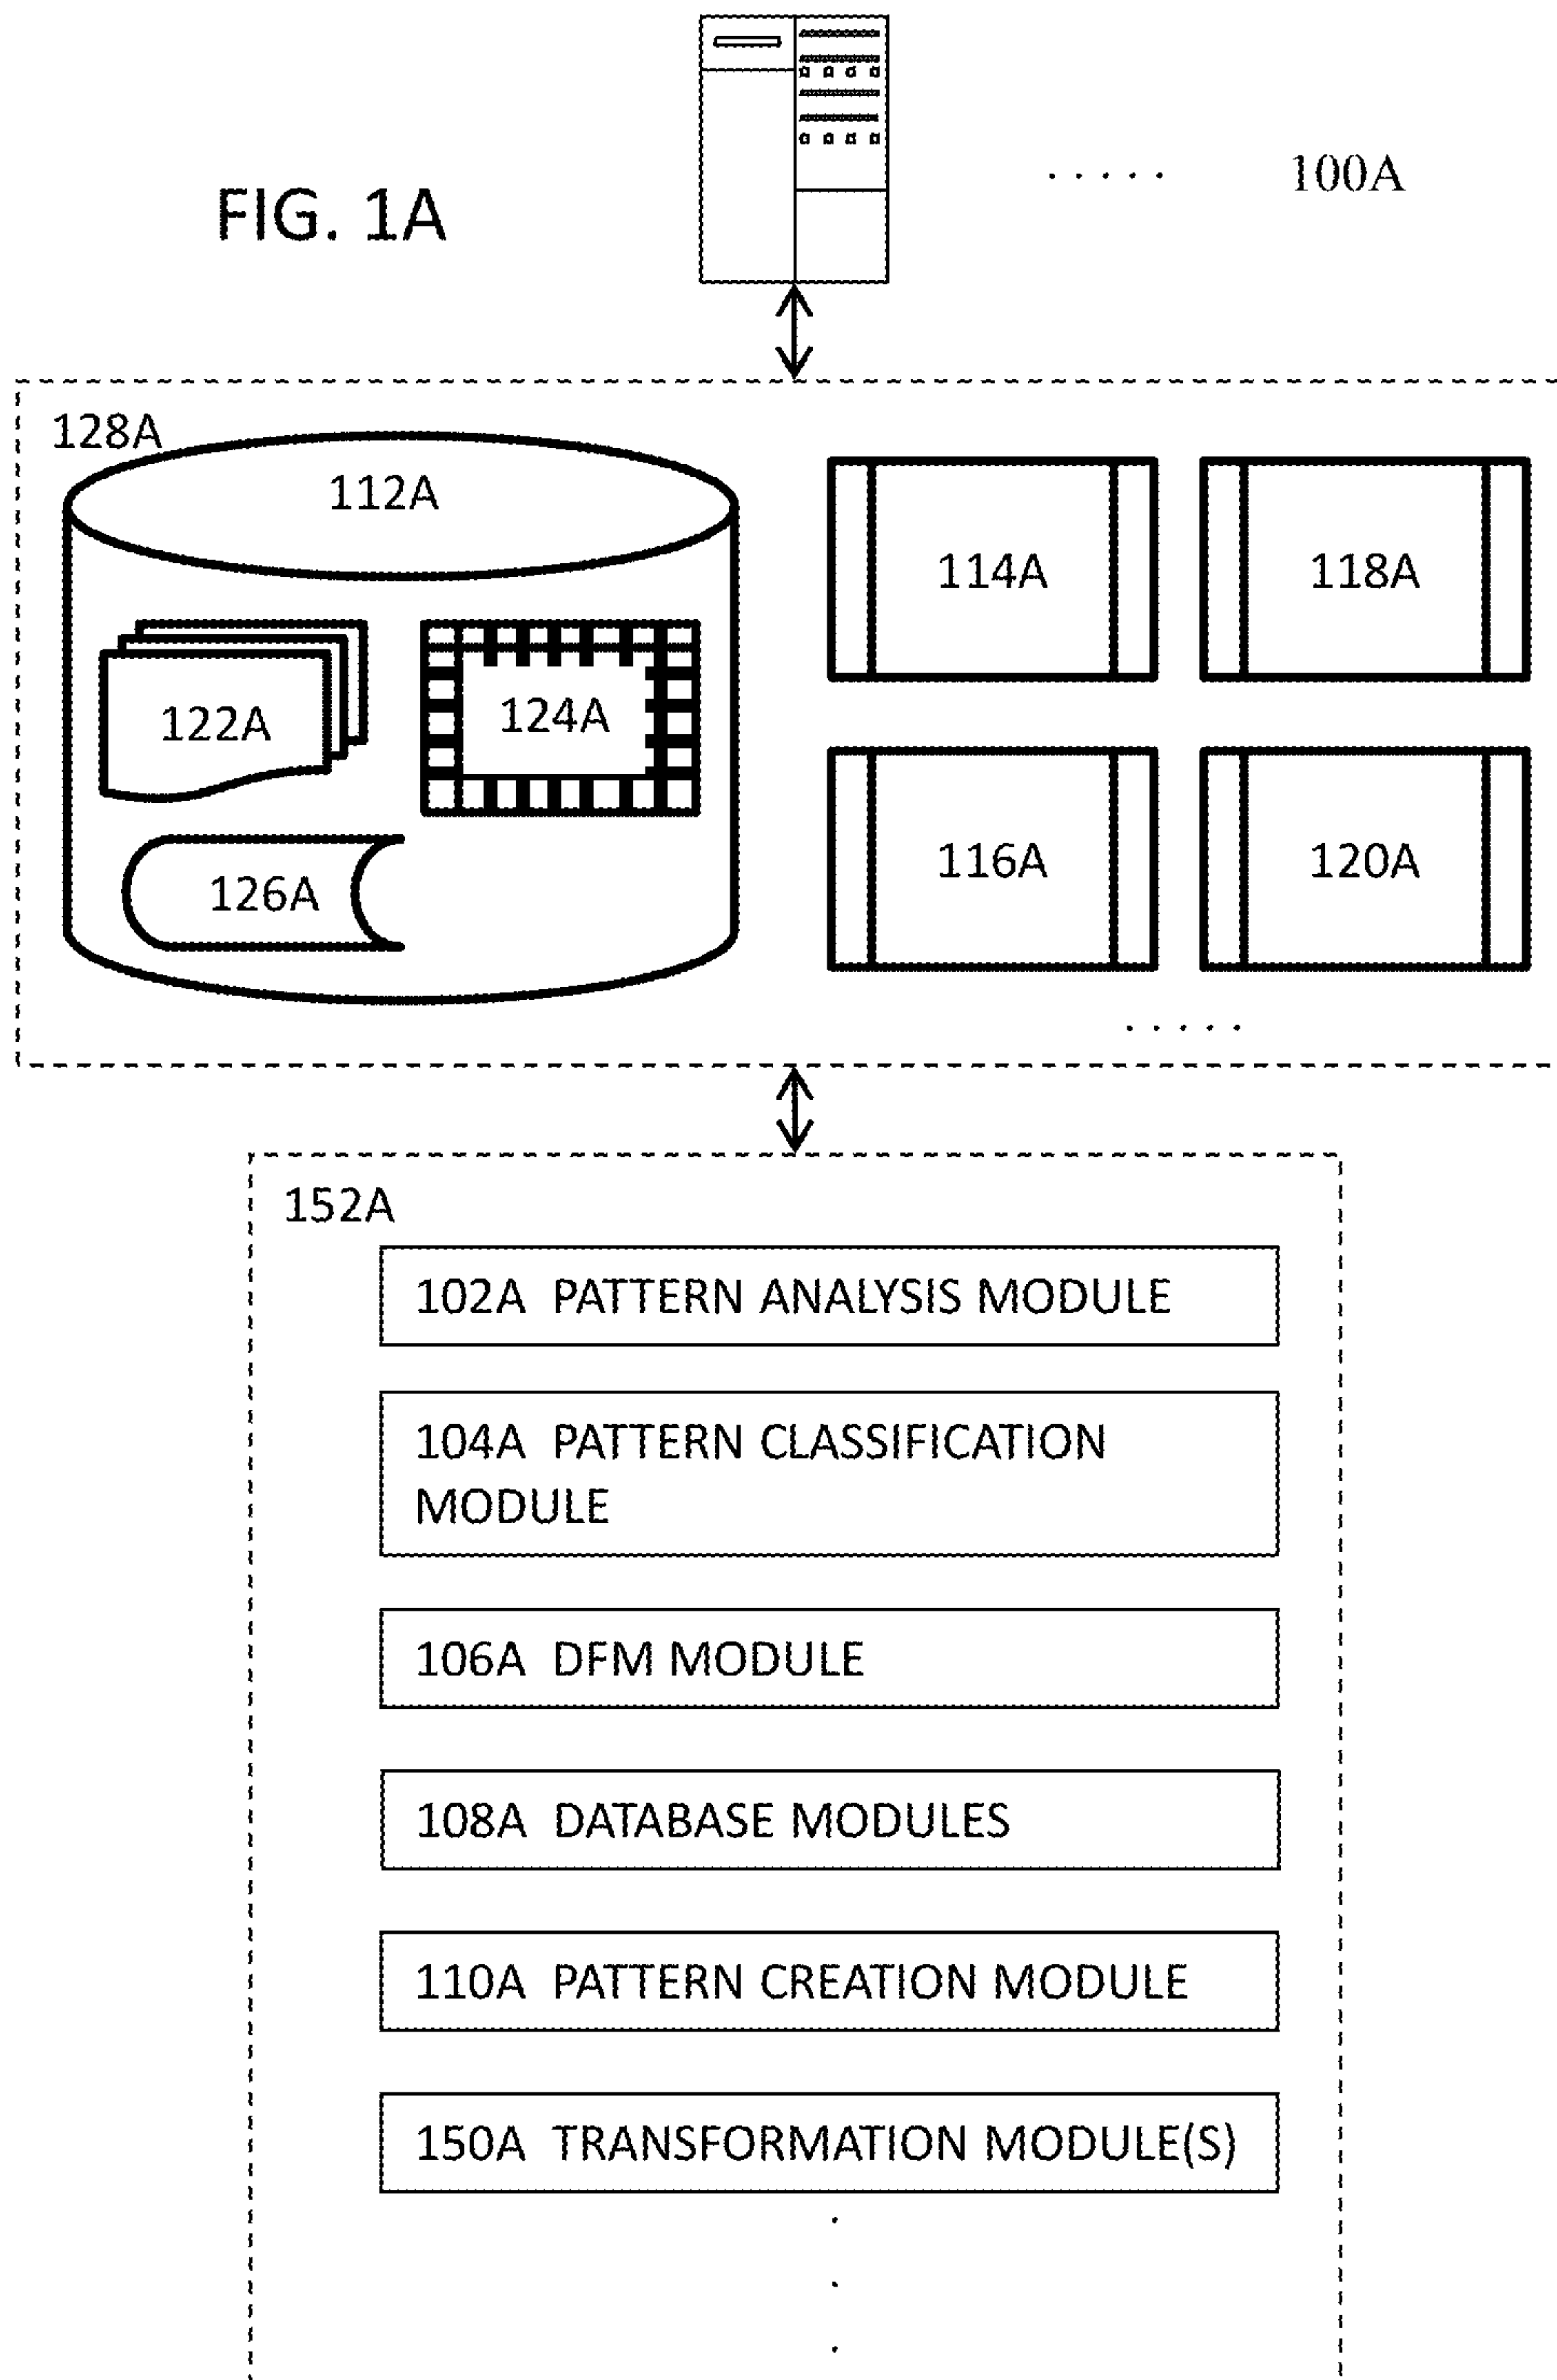 FIG. 1A
..... 100A
128A
112A
114A
118A
122A
124A
116A
120A
126A
.....
152A
102A PATTERN ANALYSIS MODULE
104A PATTERN CLASSIFICATION
MODULE
106A DFM MODULE
108A DATABASE MODULES
110A PATTERN CREATION MODULE
150A TRANSFORMATION MODULE(S)
.
.
.